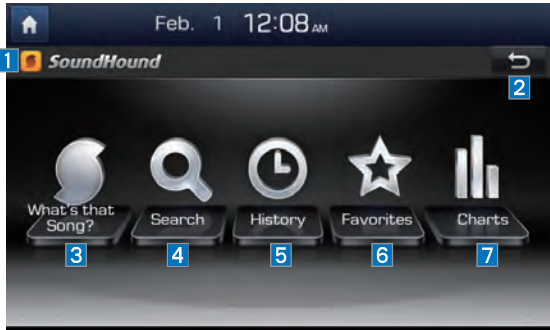 Feb. 1 12:08 AM
1 SoundHound
2
What's that
Song?
Search
History
Favorites
Charts
3 4 5 6 7